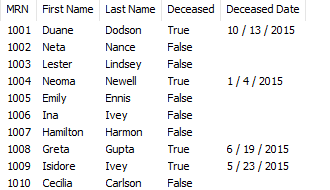 MRN First Name Last Name Deceased Deceased Date
1001 Duane Dodson True 10 / 13 / 2015
1002 Neta Nance False
1003 Lester Lindsey False
1004 Neoma Newell True 1 / 4 / 2015
1005 Emily Ennis False
1006 Ina Ivey False
1007 Hamilton Harmon False
1008 Greta Gupta True 6 / 19 / 2015
1009 Isidore Ivey True 5 / 23 / 2015
1010 Cecilia Carlson False